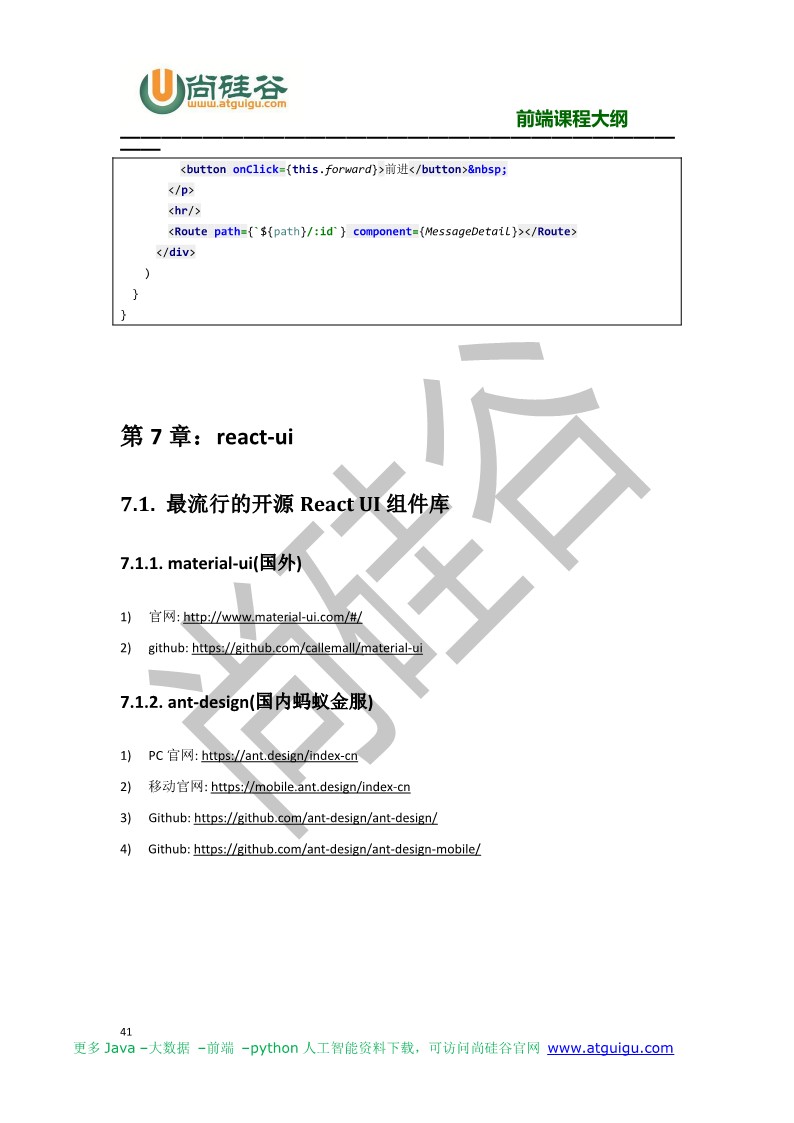 尚硅谷
www.atguigu.com
前端课程大纲
<button onClick={this.forward}>前进</button>&nbsp;
</p>
<hr/>
<Route path={`${path}/:id`} component={MessageDetail}></Route>
</div>
)
}
}
第 7 章：react-ui
7.1. 最流行的开源 React UI 组件库
7.1.1. material-ui(国外)
1) 官网: http://www.material-ui.com/#/
2) github: https://github.com/callemall/material-ui
7.1.2. ant-design(国内蚂蚁金服)
1) PC 官网: https://ant.design/index-cn
2) 移动官网: https://mobile.ant.design/index-cn
3) Github: https://github.com/ant-design/ant-design/
4) Github: https://github.com/ant-design/ant-design-mobile/
尚硅谷
41
更多 Java –大数据 –前端 –python 人工智能资料下载，可访问尚硅谷官网 www.atguigu.com